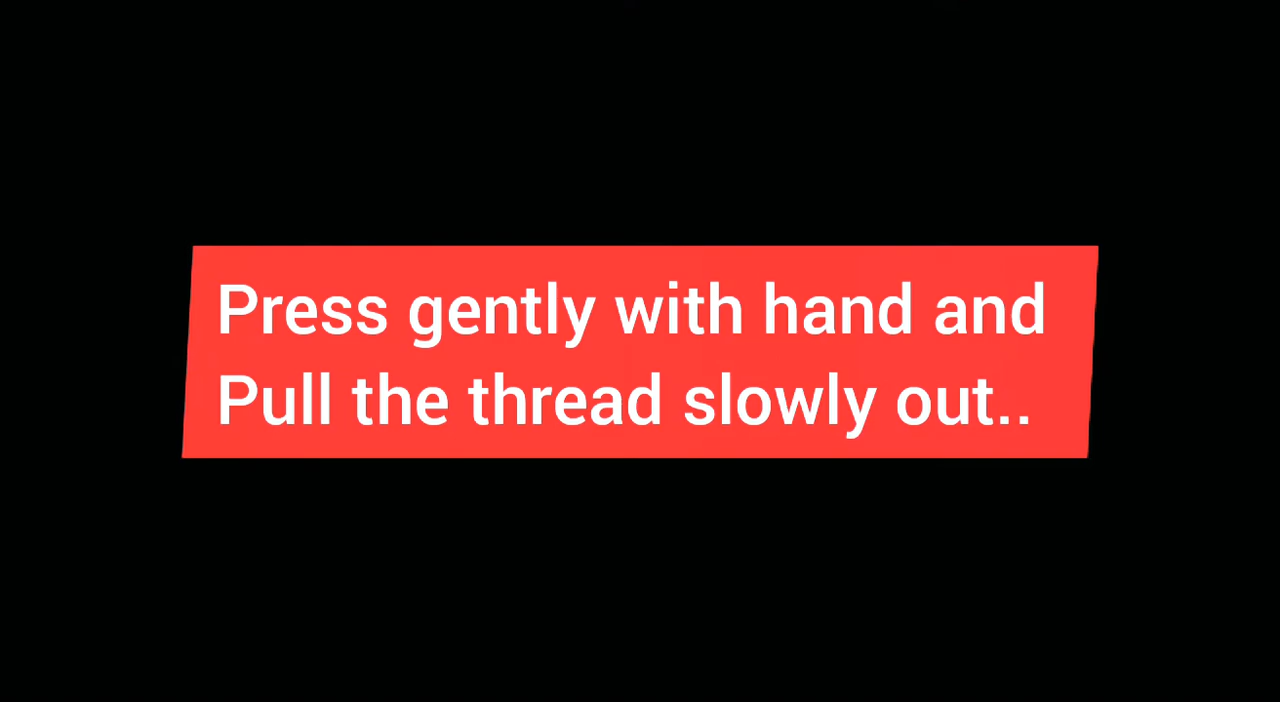 Press gently with hand and
Pull the thread slowly out..